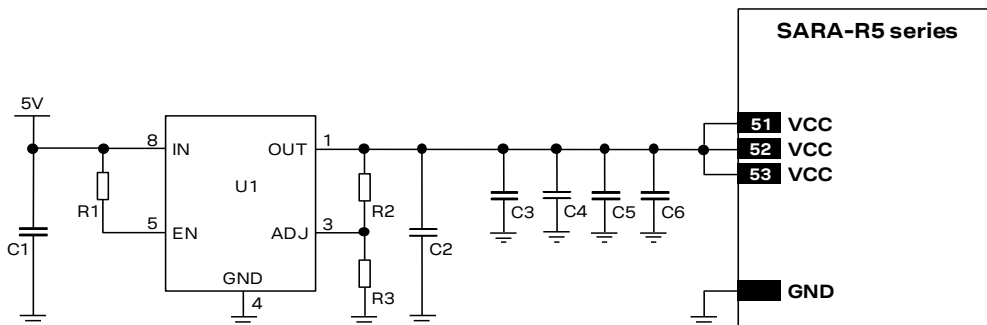 SARA-R5 series
5V
8 IN
OUT 1
51 VCC
52 VCC
53 VCC
U1
R1
R2
C3
C4
C5
C6
5 EN
ADJ 3
C1
C2
GND
4
R3
GND